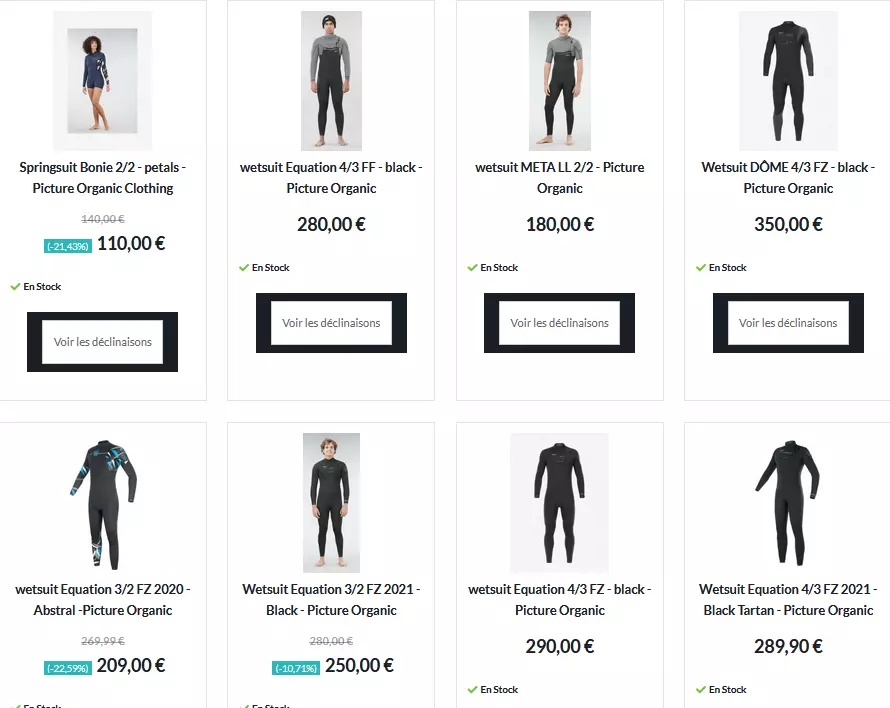 Springsuit Bonie 2/2 - petals -
Picture Organic Clothing
140,00 €
(-21,43%) 110,00 €
En Stock
Voir les déclinaisons
wetsuit Equation 4/3 FF - black -
Picture Organic
280,00 €
En Stock
Voir les déclinaisons
wetsuit META LL 2/2 - Picture
Organic
180,00 €
En Stock
Voir les déclinaisons
Wetsuit DÔME 4/3 FZ - black -
Picture Organic
350,00 €
En Stock
Voir les déclinaisons
wetsuit Equation 3/2 FZ 2020 -
Abstral -Picture Organic
269,99 €
(-22,59%) 209,00 €
En Stock
Wetsuit Equation 3/2 FZ 2021 -
Black - Picture Organic
280,00 €
(-10,71%) 250,00 €
En Stock
wetsuit Equation 4/3 FZ - black -
Picture Organic
290,00 €
En Stock
Wetsuit Equation 4/3 FZ 2021 -
Black Tartan - Picture Organic
289,90 €
En Stock